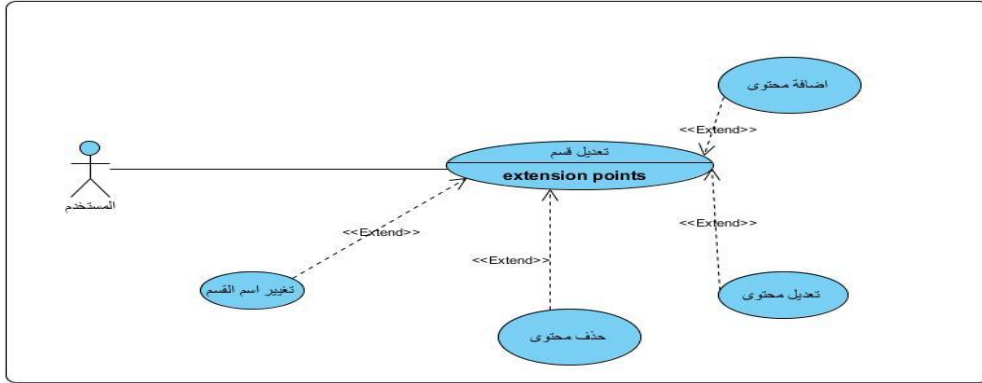 اضافة محتوى
<<Extend>>
تعديل قسم
extension points
المستخدم
<<Extend>>
<<Extend>>
<<Extend>>
تغيير اسم القسم
تعديل محتوى
حذف محتوى